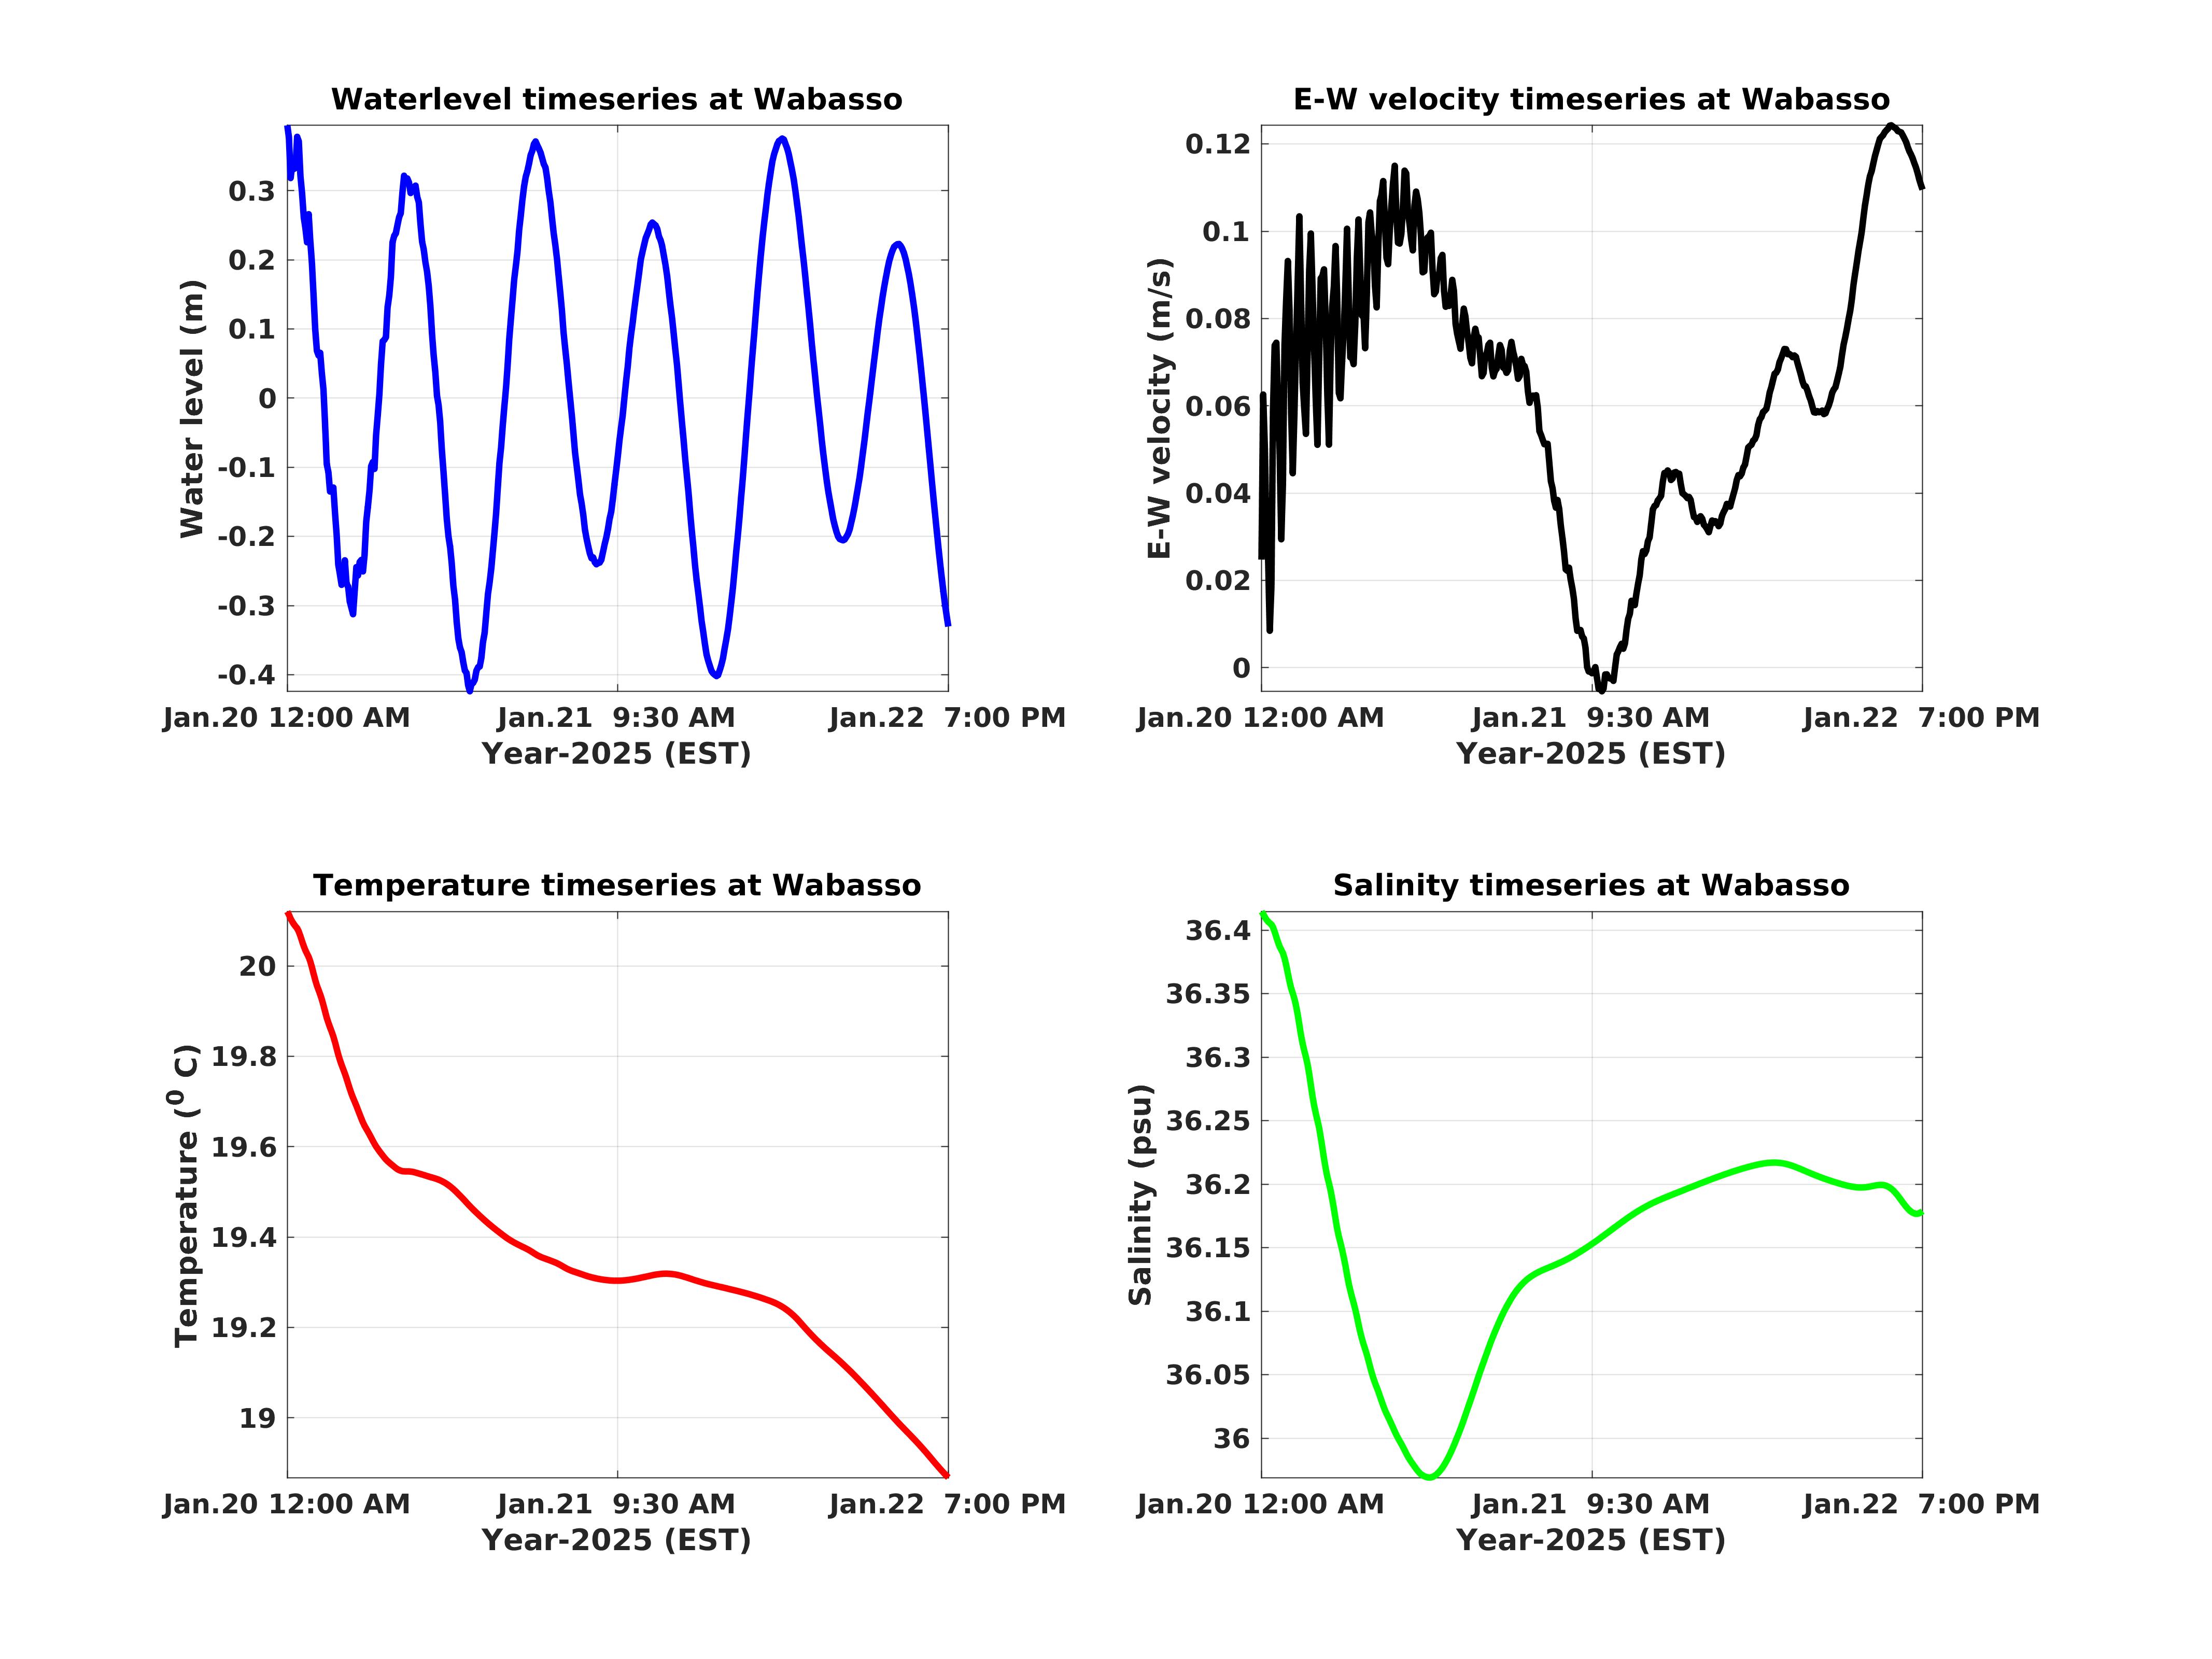 Waterlevel timeseries at Wabasso
Water level (m)
0.3
0.2
0.1
0
-0.1
-0.2
-0.3
-0.4
Jan.20 12:00 AM Jan.21  9:30 AM Jan.22  7:00 PM
Year-2025 (EST)
E-W velocity timeseries at Wabasso
E-W velocity (m/s)
0.12
0.1
0.08
0.06
0.04
0.02
0
Jan.20 12:00 AM Jan.21  9:30 AM Jan.22  7:00 PM
Year-2025 (EST)
Temperature timeseries at Wabasso
Temperature (⁰ C)
20
19.8
19.6
19.4
19.2
19
Jan.20 12:00 AM Jan.21  9:30 AM Jan.22  7:00 PM
Year-2025 (EST)
Salinity timeseries at Wabasso
Salinity (psu)
36.4
36.35
36.3
36.25
36.2
36.15
36.1
36.05
36
Jan.20 12:00 AM Jan.21  9:30 AM Jan.22  7:00 PM
Year-2025 (EST)